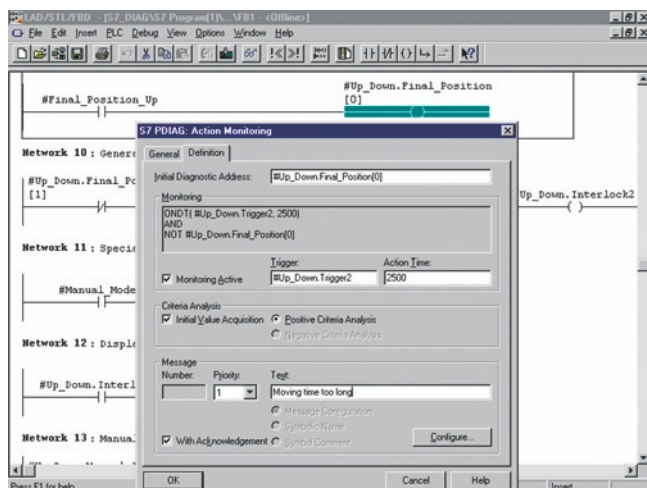 LAD/STL/FBD - [S7_DIAG\S7 Program[1]\...\FB1 - <Offline>]
File Edit Insert PLC Debug View Options Window Help
#Up_Down.Final_Position
#Final_Position_Up [0]
S7 PDIAG: Action Monitoring
General Definition
Network 10 : Genera
Initial Diagnostic Address: #Up_Down.Final_Position[0]
#Up_Down.Final_Po
[1]
Up_Down.Interlock2
Monitoring
ONDT( #Up_Down.Trigger2, 2500)
AND
NOT #Up_Down.Final_Position[0]
Network 11 : Specia
Trigger: Action Time:
Monitoring Active #Up_Down.Trigger2 2500
#Manual_Mode
Criteria Analysis
Initial Value Acquisition Positive Criteria Analysis
Negative Criteria Analysis
Network 12 : Displa
Message
Number: Priority: Text:
#Up_Down.Interl
1 Moving time too long
Message Configuration
Symbolic Name
Network 13 : Manua
With Acknowledgement Symbol Comment Configure...
OK Cancel Help
Press F1 for help. Insert